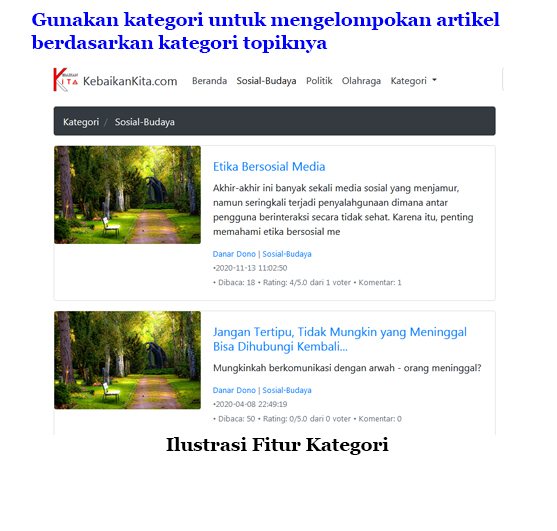 Gunakan kategori untuk mengelompokan artikel
berdasarkan kategori topiknya
KITA KebaikanKita.com Beranda Sosial-Budaya Politik Olahraga Kategori
Kategori / Sosial-Budaya
Etika Bersosial Media
Akhir-akhir ini banyak sekali media sosial yang menjamur,
namun seringkali terjadi penyalahgunaan dimana antar
pengguna berinteraksi secara tidak sehat. Karena itu, penting
memahami etika bersosial me
Danar Dono | Sosial-Budaya
•2020-11-13 11:02:50
• Dibaca: 18 • Rating: 4/5.0 dari 1 voter • Komentar: 1
Jangan Tertipu, Tidak Mungkin yang Meninggal
Bisa Dihubungi Kembali...
Mungkinkah berkomunikasi dengan arwah - orang meninggal?
Danar Dono | Sosial-Budaya
•2020-04-08 22:49:19
• Dibaca: 50 • Rating: 0/5.0 dari 0 voter • Komentar: 0
Ilustrasi Fitur Kategori